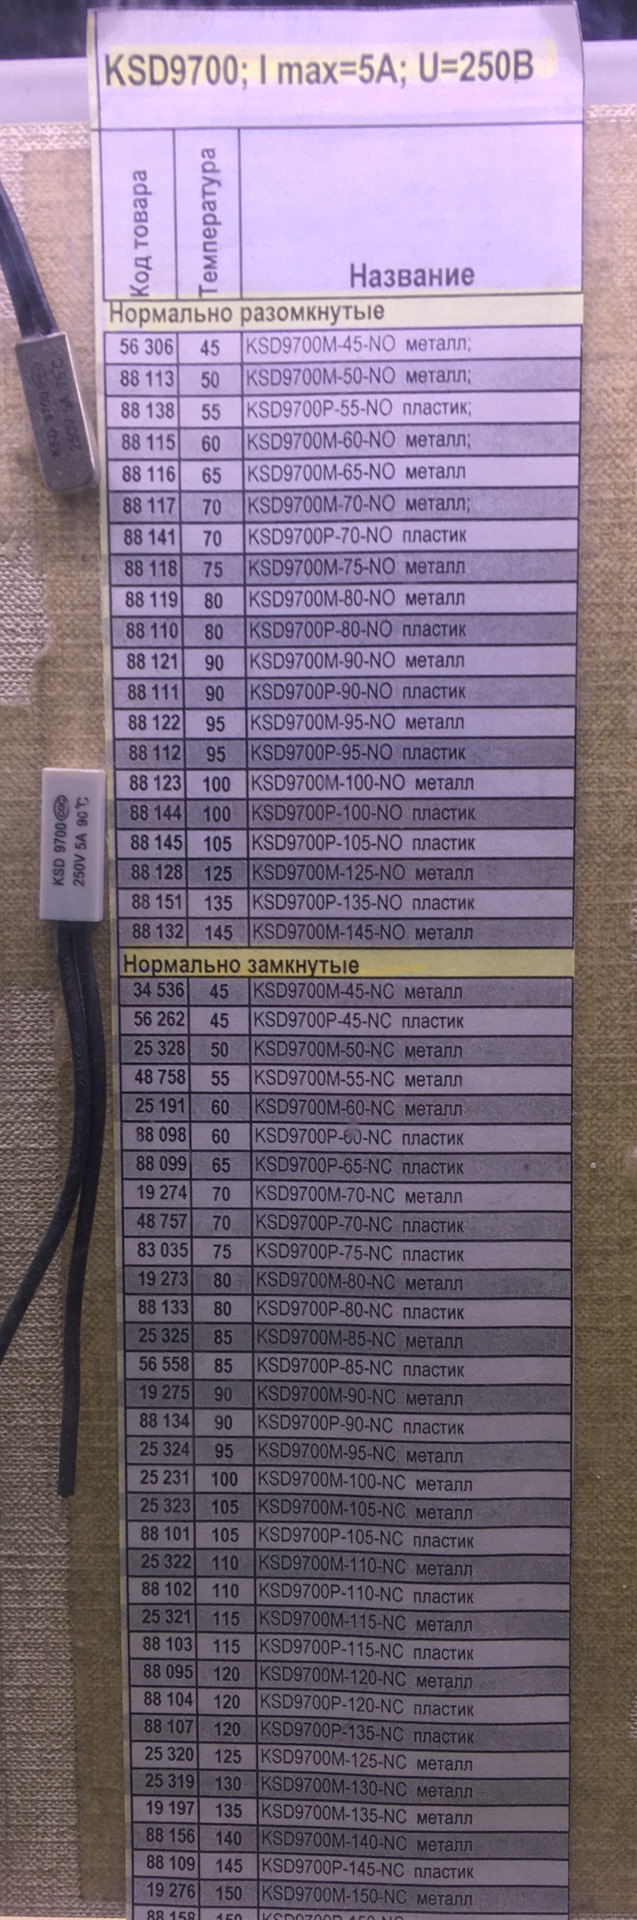 KSD9700; I max=5A; U=250В
Код товара Температура Название
Нормально разомкнутые
56 306 45 KSD9700M-45-NO металл;
88 113 50 KSD9700M-50-NO металл;
88 138 55 KSD9700P-55-NO пластик;
88 115 60 KSD9700M-60-NO металл;
88 116 65 KSD9700M-65-NO металл
88 117 70 KSD9700M-70-NO металл;
88 141 70 KSD9700P-70-NO пластик
88 118 75 KSD9700M-75-NO металл
88 119 80 KSD9700M-80-NO металл
88 110 80 KSD9700P-80-NO пластик
88 121 90 KSD9700M-90-NO металл
88 111 90 KSD9700P-90-NO пластик
88 122 95 KSD9700M-95-NO металл
88 112 95 KSD9700P-95-NO пластик
88 123 100 KSD9700M-100-NO металл
88 144 100 KSD9700P-100-NO пластик
88 145 105 KSD9700P-105-NO пластик
88 128 125 KSD9700M-125-NO металл
88 151 135 KSD9700P-135-NO пластик
88 132 145 KSD9700M-145-NO металл
Нормально замкнутые
34 536 45 KSD9700M-45-NC металл
56 262 45 KSD9700P-45-NC пластик
25 328 50 KSD9700M-50-NC металл
48 758 55 KSD9700M-55-NC металл
25 191 60 KSD9700M-60-NC металл
88 098 60 KSD9700P-60-NC пластик
88 099 65 KSD9700P-65-NC пластик
19 274 70 KSD9700M-70-NC металл
48 757 70 KSD9700P-70-NC пластик
83 035 75 KSD9700P-75-NC пластик
19 273 80 KSD9700M-80-NC металл
88 133 80 KSD9700P-80-NC пластик
25 325 85 KSD9700M-85-NC металл
56 558 85 KSD9700P-85-NC пластик
19 275 90 KSD9700M-90-NC металл
88 134 90 KSD9700P-90-NC пластик
25 324 95 KSD9700M-95-NC металл
25 231 100 KSD9700M-100-NC металл
25 323 105 KSD9700M-105-NC металл
88 101 105 KSD9700P-105-NC пластик
25 322 110 KSD9700M-110-NC металл
88 102 110 KSD9700P-110-NC пластик
25 321 115 KSD9700M-115-NC металл
88 103 115 KSD9700P-115-NC пластик
88 095 120 KSD9700M-120-NC металл
88 104 120 KSD9700P-120-NC пластик
88 107 120 KSD9700P-135-NC пластик
25 320 125 KSD9700M-125-NC металл
25 319 130 KSD9700M-130-NC металл
19 197 135 KSD9700M-135-NC металл
88 156 140 KSD9700M-140-NC металл
88 109 145 KSD9700P-145-NC пластик
19 276 150 KSD9700M-150-NC металл
88 158 150
KSD 9700
250V 5A 75℃
KSD 9700
250V 5A 90℃